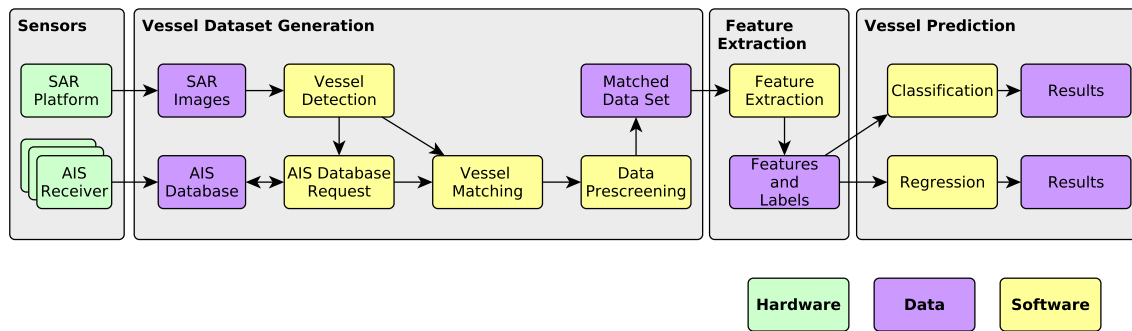 Sensors
Vessel Dataset Generation
Feature
Extraction
Vessel Prediction
SAR
Platform
SAR
Images
Vessel
Detection
Matched
Data Set
Feature
Extraction
Classification
Results
AIS
Receiver
AIS
Database
AIS Database
Request
Vessel
Matching
Data
Prescreening
Features
and
Labels
Regression
Results
Hardware
Data
Software